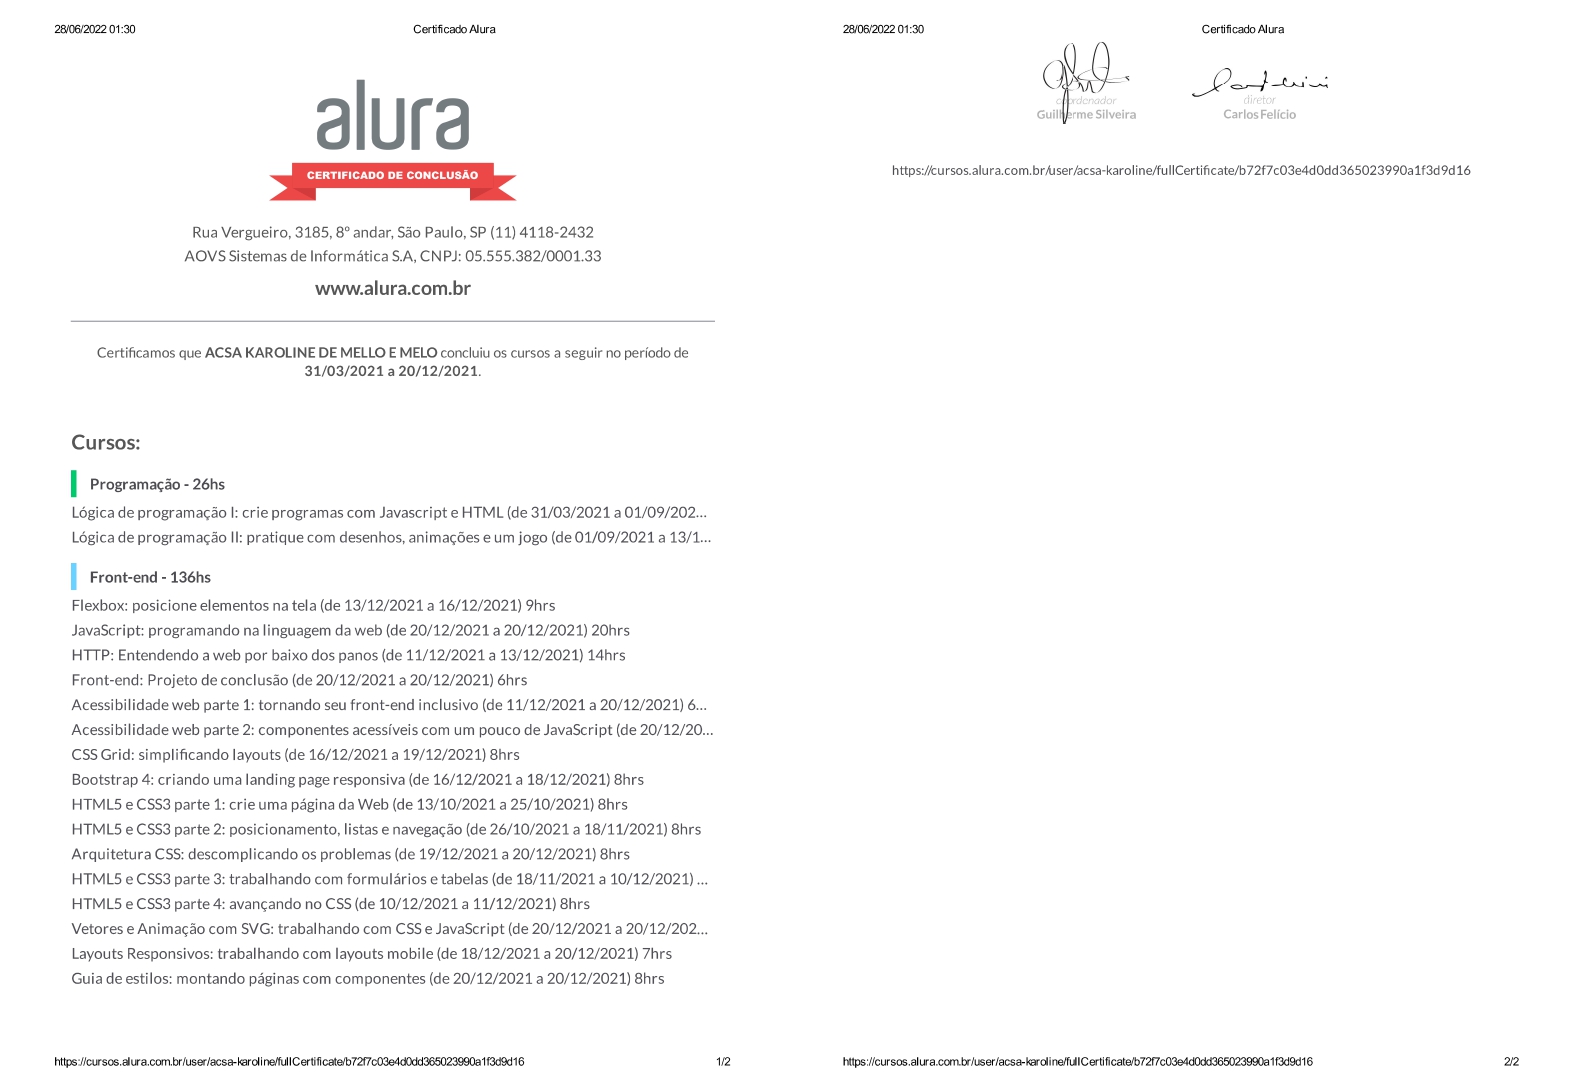 28/06/2022 01:30
Certificado Alura
alura
CERTIFICADO DE CONCLUSÃO
Rua Vergueiro, 3185, 8º andar, São Paulo, SP (11) 4118-2432
AOVS Sistemas de Informática S.A, CNPJ: 05.555.382/0001.33
www.alura.com.br
Certificamos que ACSA KAROLINE DE MELLO E MELO concluiu os cursos a seguir no período de
31/03/2021 a 20/12/2021.
Cursos:
Programação - 26hs
Lógica de programação I: crie programas com Javascript e HTML (de 31/03/2021 a 01/09/202...
Lógica de programação II: pratique com desenhos, animações e um jogo (de 01/09/2021 a 13/1...
Front-end - 136hs
Flexbox: posicione elementos na tela (de 13/12/2021 a 16/12/2021) 9hrs
JavaScript: programando na linguagem da web (de 20/12/2021 a 20/12/2021) 20hrs
HTTP: Entendendo a web por baixo dos panos (de 11/12/2021 a 13/12/2021) 14hrs
Front-end: Projeto de conclusão (de 20/12/2021 a 20/12/2021) 6hrs
Acessibilidade web parte 1: tornando seu front-end inclusivo (de 11/12/2021 a 20/12/2021) 6...
Acessibilidade web parte 2: componentes acessíveis com um pouco de JavaScript (de 20/12/20...
CSS Grid: simplificando layouts (de 16/12/2021 a 19/12/2021) 8hrs
Bootstrap 4: criando uma landing page responsiva (de 16/12/2021 a 18/12/2021) 8hrs
HTML5 e CSS3 parte 1: crie uma página da Web (de 13/10/2021 a 25/10/2021) 8hrs
HTML5 e CSS3 parte 2: posicionamento, listas e navegação (de 26/10/2021 a 18/11/2021) 8hrs
Arquitetura CSS: descomplicando os problemas (de 19/12/2021 a 20/12/2021) 8hrs
HTML5 e CSS3 parte 3: trabalhando com formulários e tabelas (de 18/11/2021 a 10/12/2021) ...
HTML5 e CSS3 parte 4: avançando no CSS (de 10/12/2021 a 11/12/2021) 8hrs
Vetores e Animação com SVG: trabalhando com CSS e JavaScript (de 20/12/2021 a 20/12/202...
Layouts Responsivos: trabalhando com layouts mobile (de 18/12/2021 a 20/12/2021) 7hrs
Guia de estilos: montando páginas com componentes (de 20/12/2021 a 20/12/2021) 8hrs
https://cursos.alura.com.br/user/acsa-karoline/fullCertificate/b72f7c03e4d0dd365023990a1f3d9d16
1/2
28/06/2022 01:30
Certificado Alura
coordenador
Guilherme Silveira
diretor
Carlos Felício
https://cursos.alura.com.br/user/acsa-karoline/fullCertificate/b72f7c03e4d0dd365023990a1f3d9d16
https://cursos.alura.com.br/user/acsa-karoline/fullCertificate/b72f7c03e4d0dd365023990a1f3d9d16
2/2